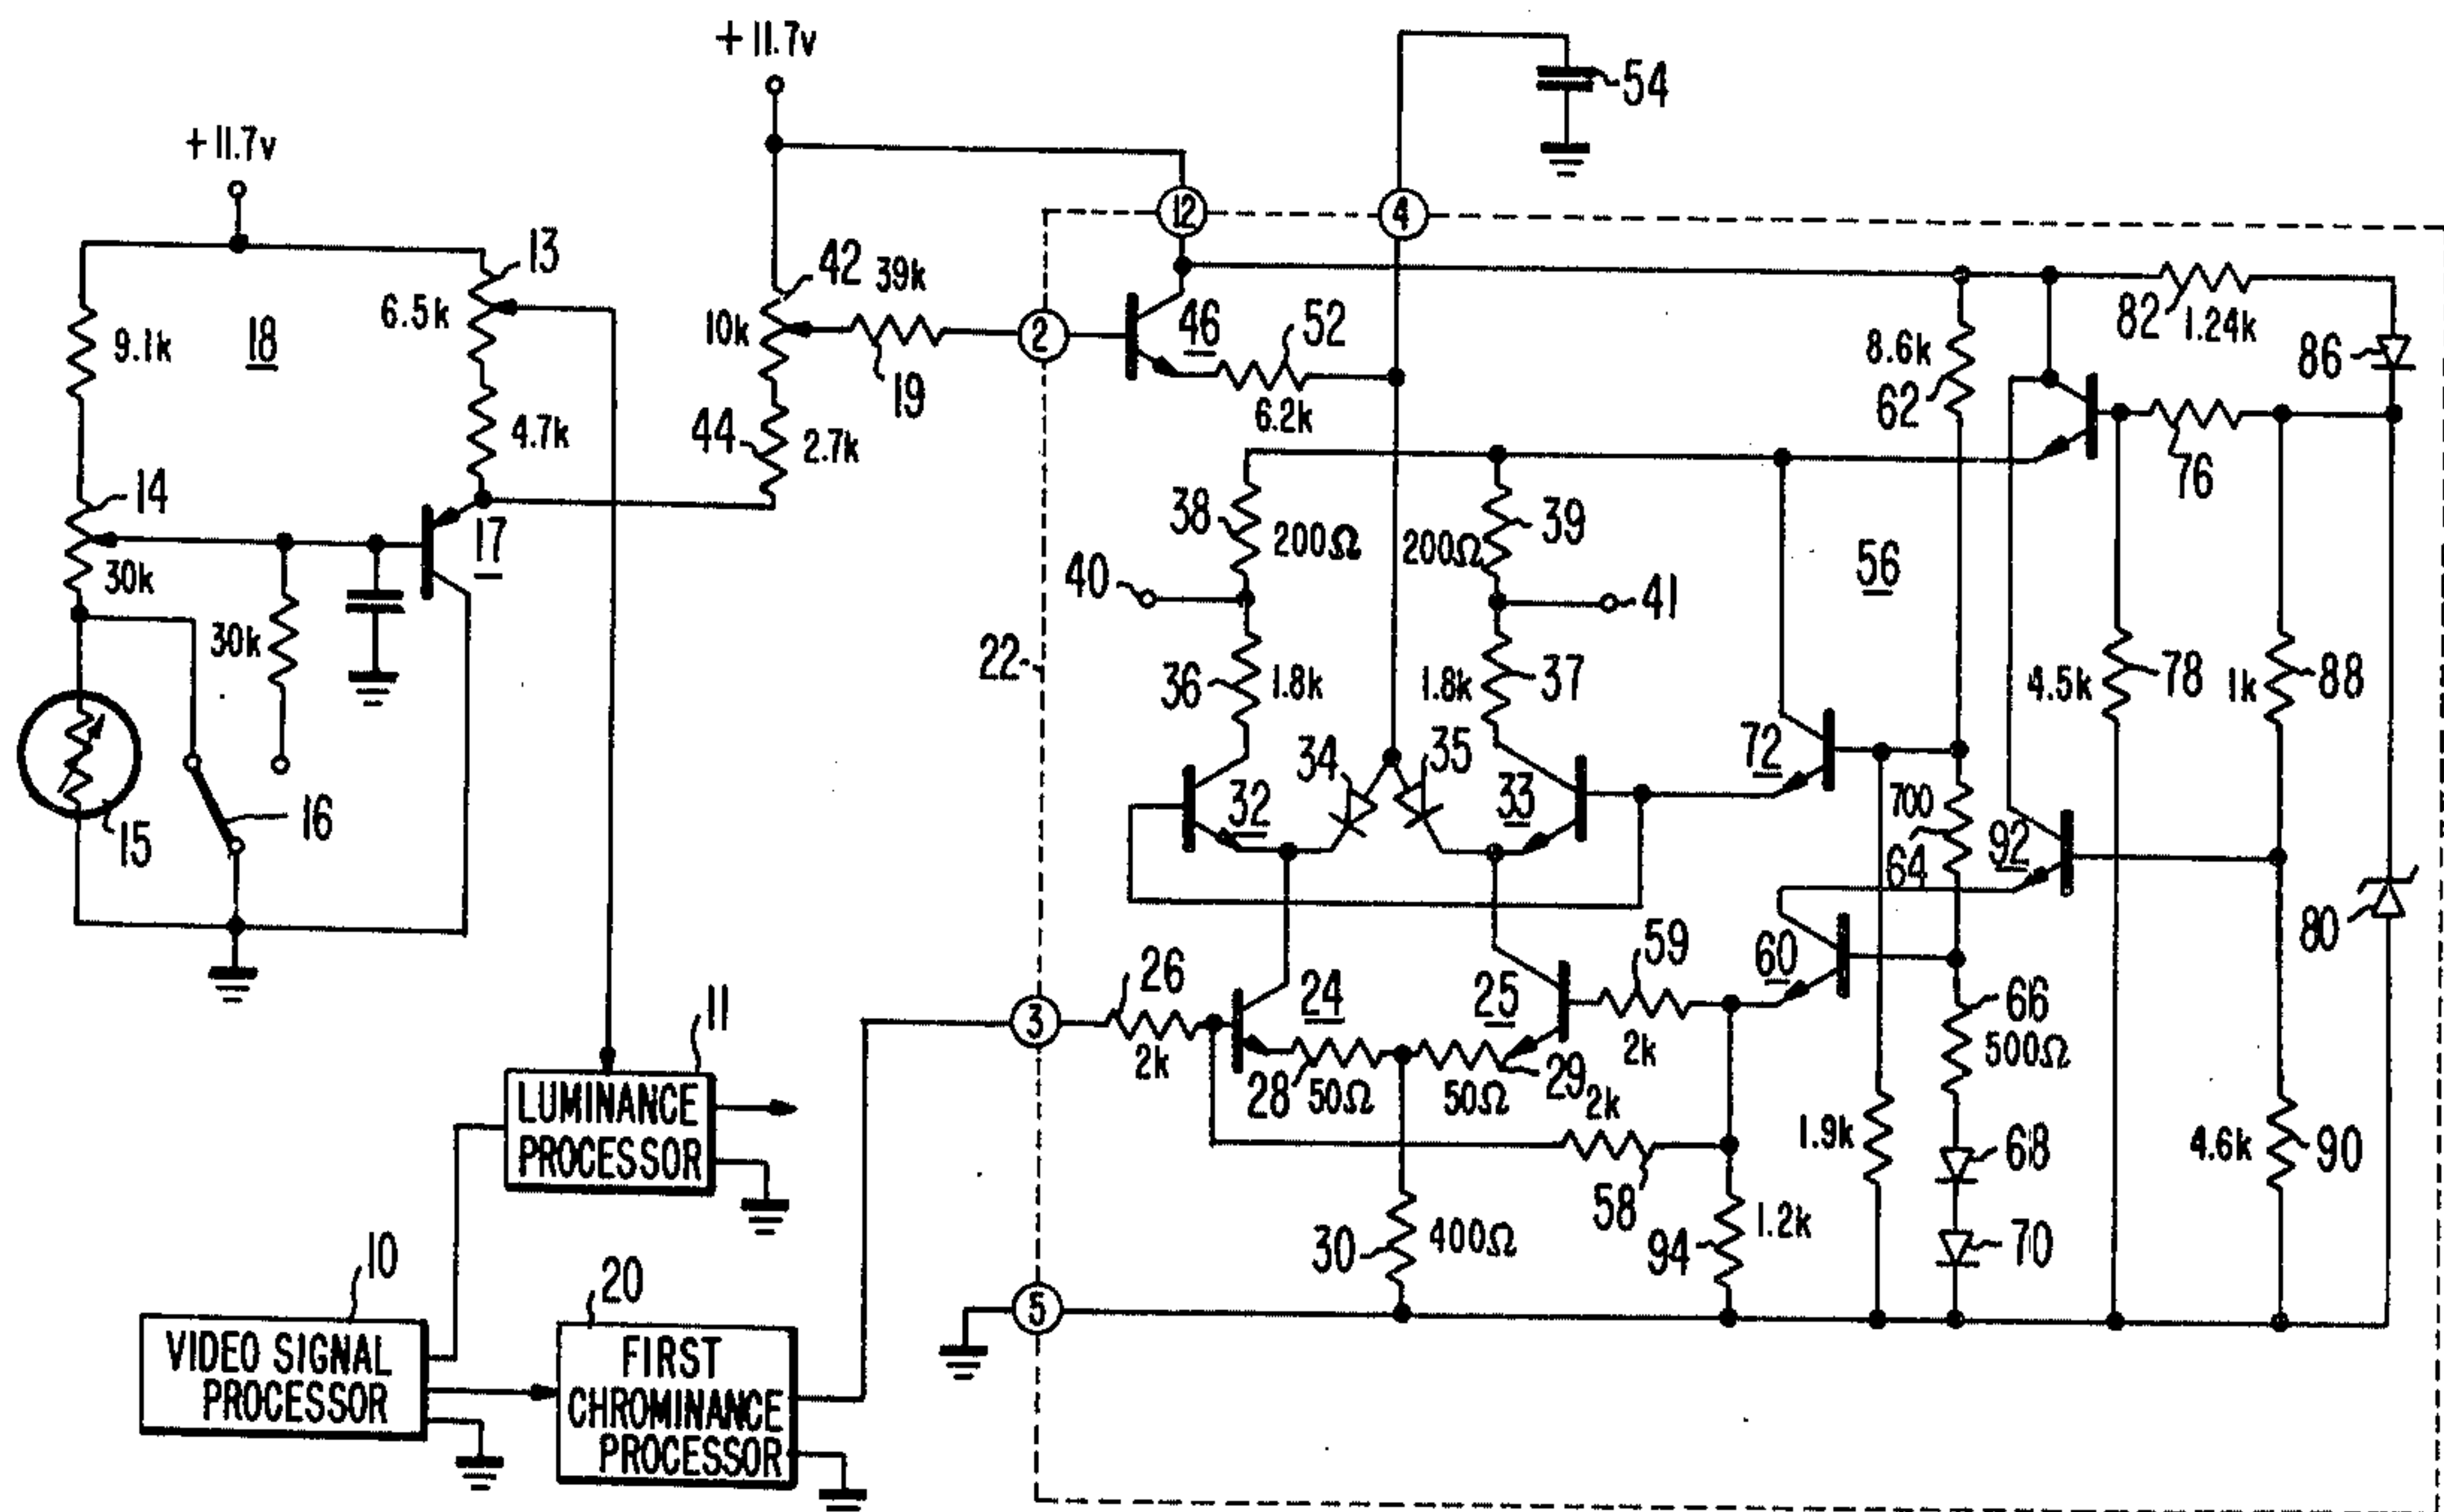 +11.7v
54
+11.7v
12
4
13
42
39k
6.5k
18
9.1k
10k
2
46
52
82
1.24k
8.6k
62
86
19
6.2k
4.7k
44
2.7k
76
14
17
38
200Ω
200Ω
39
56
30k
40
41
30k
22
36
1.8k
1.8k
37
4.5k
78
1k
88
72
34
35
32
33
700
64
92
15
16
80
59
60
26
24
25
66
500Ω
3
11
2k
2k
28
50Ω
50Ω
29
2k
LUMINANCE
PROCESSOR
1.9k
68
4.6k
90
58
1.2k
30
400Ω
94
70
10
20
5
VIDEO SIGNAL
PROCESSOR
FIRST
CHROMINANCE
PROCESSOR